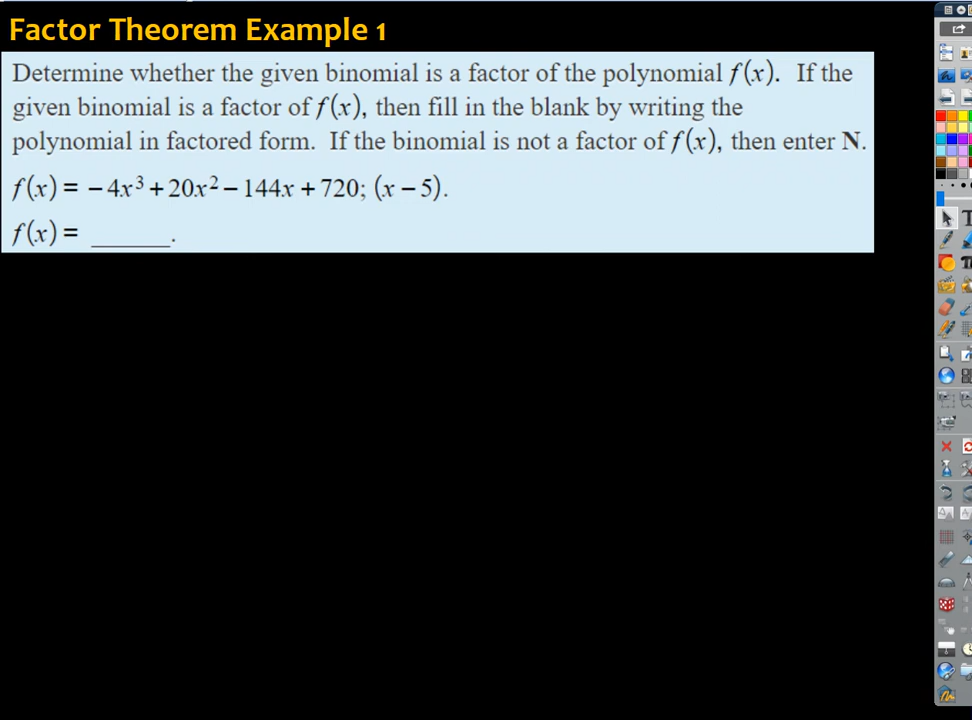 Factor Theorem Example 1
Determine whether the given binomial is a factor of the polynomial f(x). If the
given binomial is a factor of f(x), then fill in the blank by writing the
polynomial in factored form. If the binomial is not a factor of f(x), then enter N.
f(x) = −4x³ + 20x² − 144x + 720; (x − 5).
f(x) = ______.